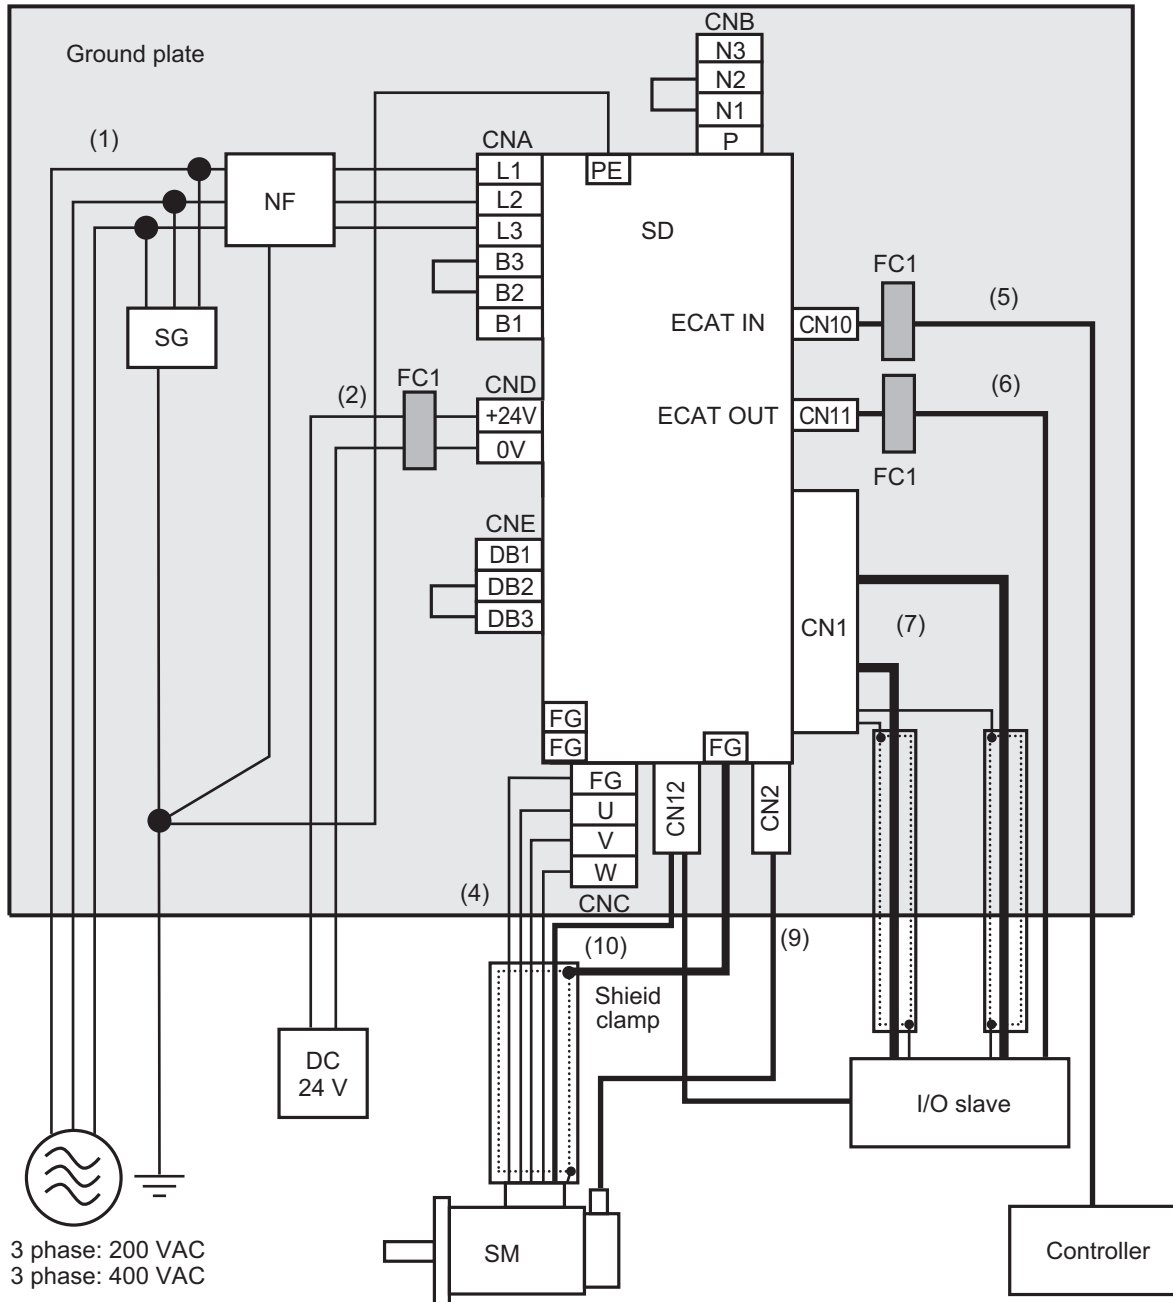 Ground plate
CNB
N3
N2
N1
P
(1)
CNA
L1
L2
L3
B3
B2
B1
PE
NF
SD
SG
FC1
(5)
ECAT IN
CN10
(2)
FC1
CND
+24V
0V
(6)
ECAT OUT
CN11
FC1
CNE
DB1
DB2
DB3
CN1
(7)
FG
FG
FG
FG
U
V
W
CNC
CN12
CN2
(4)
(10)
(9)
Shieid
clamp
DC
24 V
I/O slave
SM
Controller
3 phase: 200 VAC
3 phase: 400 VAC